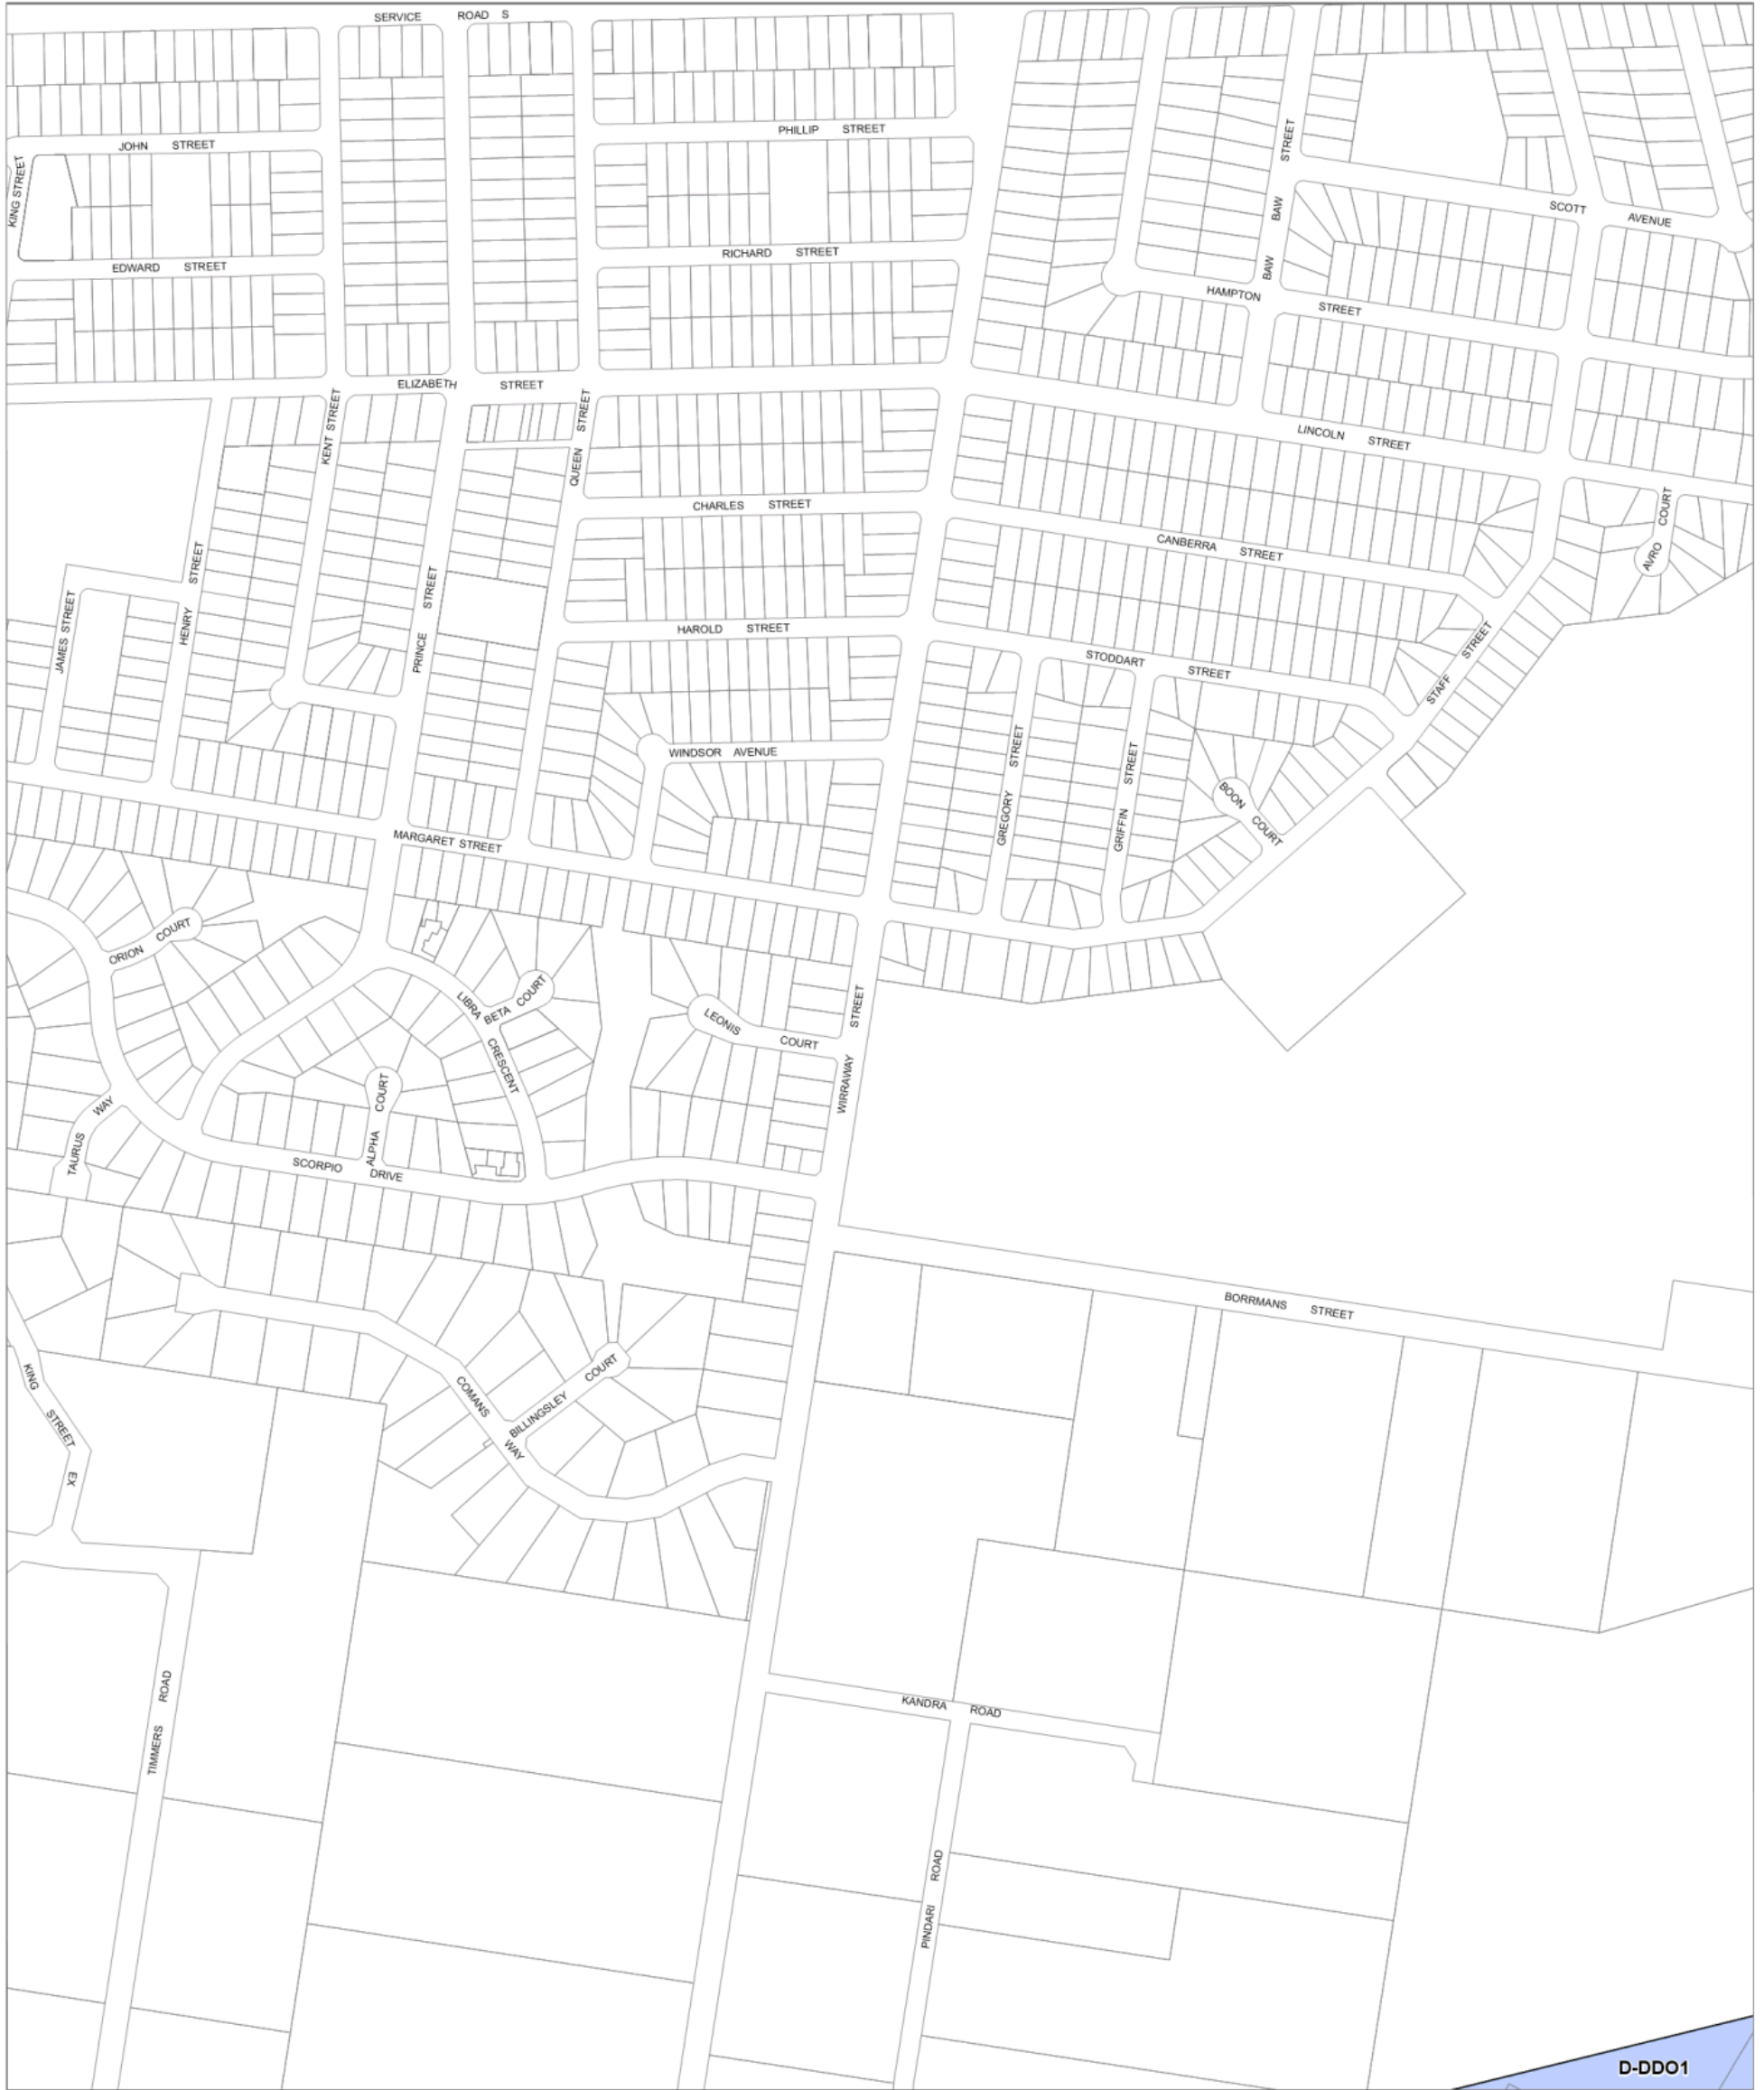 SERVICE ROAD S
PHILLIP STREET
JOHN STREET
KING STREET
BAW BAW STREET
SCOTT AVENUE
RICHARD STREET
EDWARD STREET
HAMPTON STREET
ELIZABETH STREET
KENT STREET
QUEEN STREET
LINCOLN STREET
CHARLES STREET
AVRO COURT
CANBERRA STREET
HENRY STREET
JAMES STREET
PRINCE STREET
HAROLD STREET
STODDART STREET
STAFF STREET
WINDSOR AVENUE
GREGORY STREET
GRIFFIN STREET
BOON COURT
MARGARET STREET
ORION COURT
LIBRA CRESCENT
BETA COURT
LEONIS COURT
WIRRAWAY STREET
ALPHA COURT
TAURUS WAY
SCORPIO DRIVE
BORRMANS STREET
KING STREET EX
COMANS WAY
BILLINGSLEY COURT
TIMMERS ROAD
KANDRA ROAD
PINDARI ROAD
D-DDO1